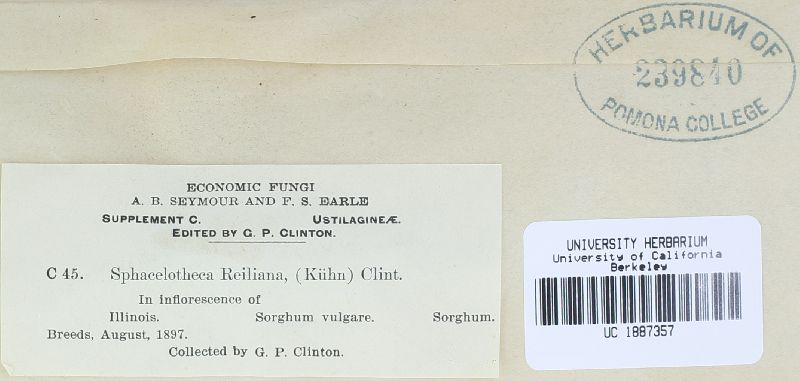 HERBARIUM OF
239840
POMONA COLLEGE
ECONOMIC FUNGI
A. B. SEYMOUR AND F. S. EARLE
SUPPLEMENT C. USTILAGINEÆ.
EDITED BY G. P. CLINTON.
C 45. Sphacelotheca Reiliana, (Kühn) Clint.
In inflorescence of
Illinois. Sorghum vulgare. Sorghum.
Breeds, August, 1897.
Collected by G. P. Clinton.
UNIVERSITY HERBARIUM
University of California
Berkeley
UC 1887357